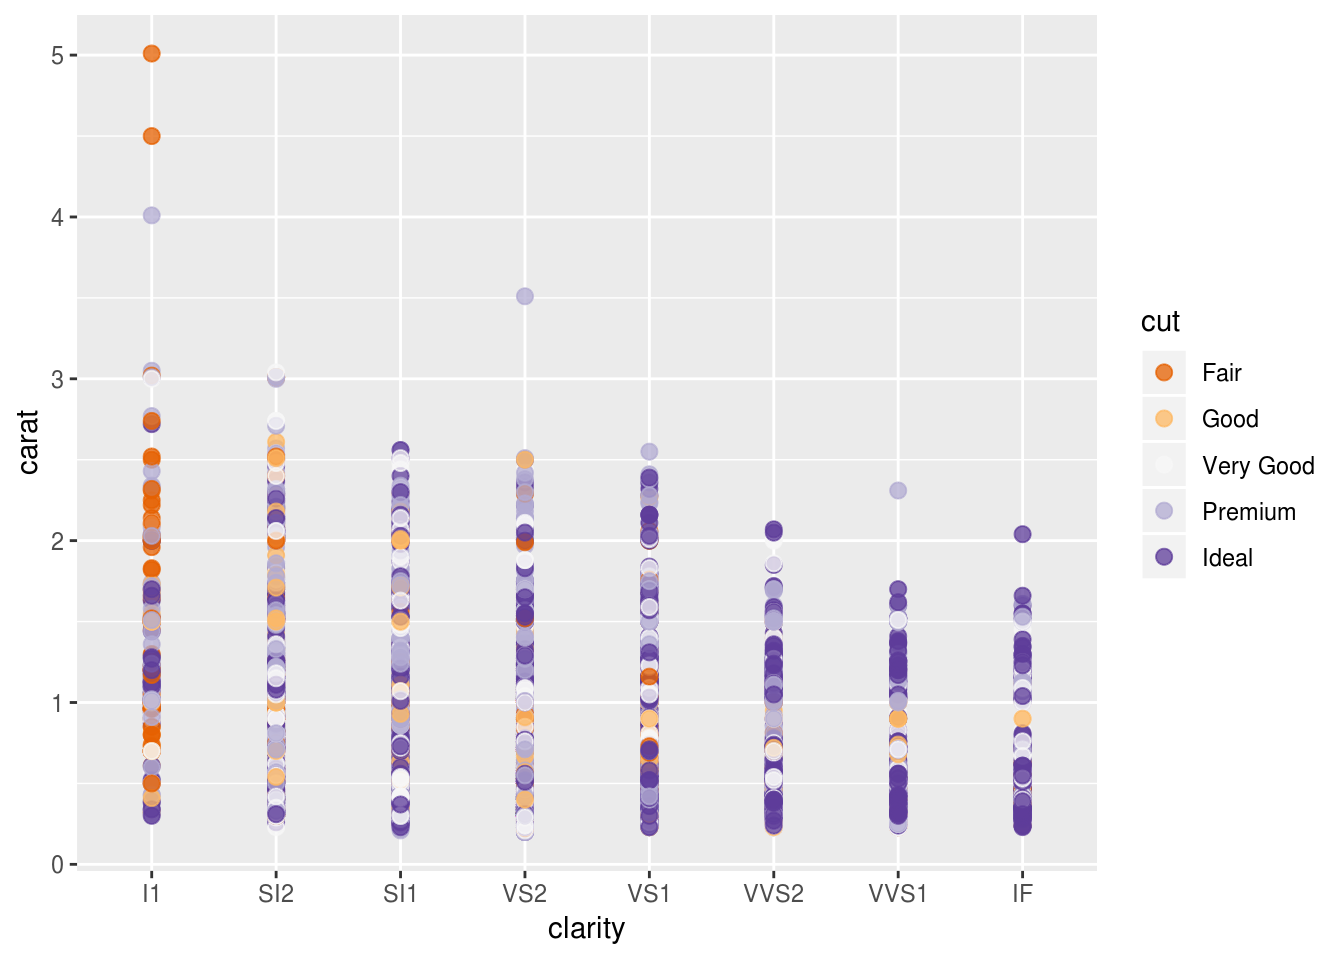 5
4
3
2
1
0
carat
I1 SI2 SI1 VS2 VS1 VVS2 VVS1 IF
clarity
cut
Fair
Good
Very Good
Premium
Ideal